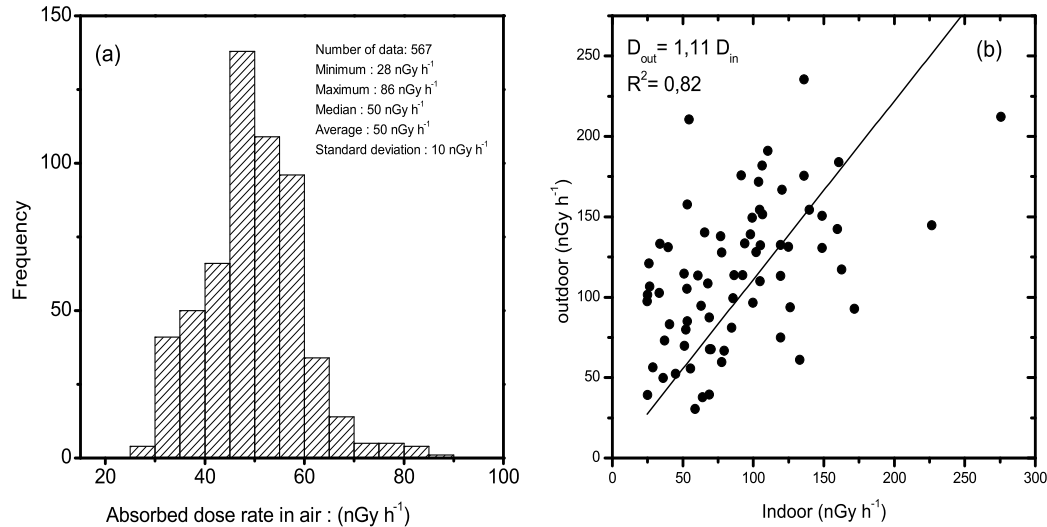 150
100
50
0
20
40
60
80
100
Frequency
Absorbed dose rate in air : (nGy h⁻¹)
(a)
Number of data: 567
Minimum : 28 nGy h⁻¹
Maximum : 86 nGy h⁻¹
Median : 50 nGy h⁻¹
Average : 50 nGy h⁻¹
Standard deviation : 10 nGy h⁻¹
250
200
150
100
50
0
0
50
100
150
200
250
300
outdoor (nGy h⁻¹)
Indoor (nGy h⁻¹)
D_out= 1,11 D_in
R²= 0,82
(b)